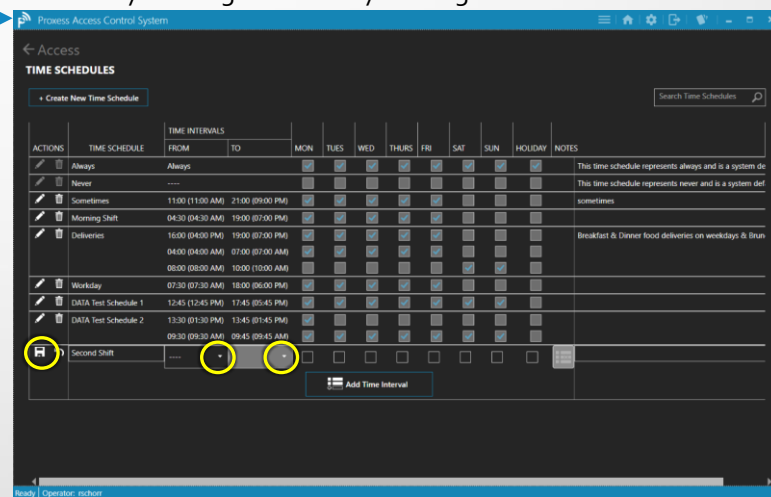 Proxess Access Control System
Access
TIME SCHEDULES
+ Create New Time Schedule
Search Time Schedules
TIME INTERVALS
ACTIONS TIME SCHEDULE FROM TO MON TUES WED THURS FRI SAT SUN HOLIDAY NOTES
Always Always This time schedule represents always and is a system de
Never ---- This time schedule represents never and is a system def
Sometimes 11:00 (11:00 AM) 21:00 (09:00 PM) sometimes
Morning Shift 04:30 (04:30 AM) 19:00 (07:00 PM)
Deliveries 16:00 (04:00 PM) 19:00 (07:00 PM) Breakfast & Dinner food deliveries on weekdays & Brun
04:00 (04:00 AM) 07:00 (07:00 AM)
08:00 (08:00 AM) 10:00 (10:00 AM)
Workday 07:30 (07:30 AM) 18:00 (06:00 PM)
DATA Test Schedule 1 12:45 (12:45 PM) 17:45 (05:45 PM)
DATA Test Schedule 2 13:30 (01:30 PM) 13:45 (01:45 PM)
09:30 (09:30 AM) 09:45 (09:45 AM)
Second Shift ----
Add Time Interval
Ready Operator: rschorr